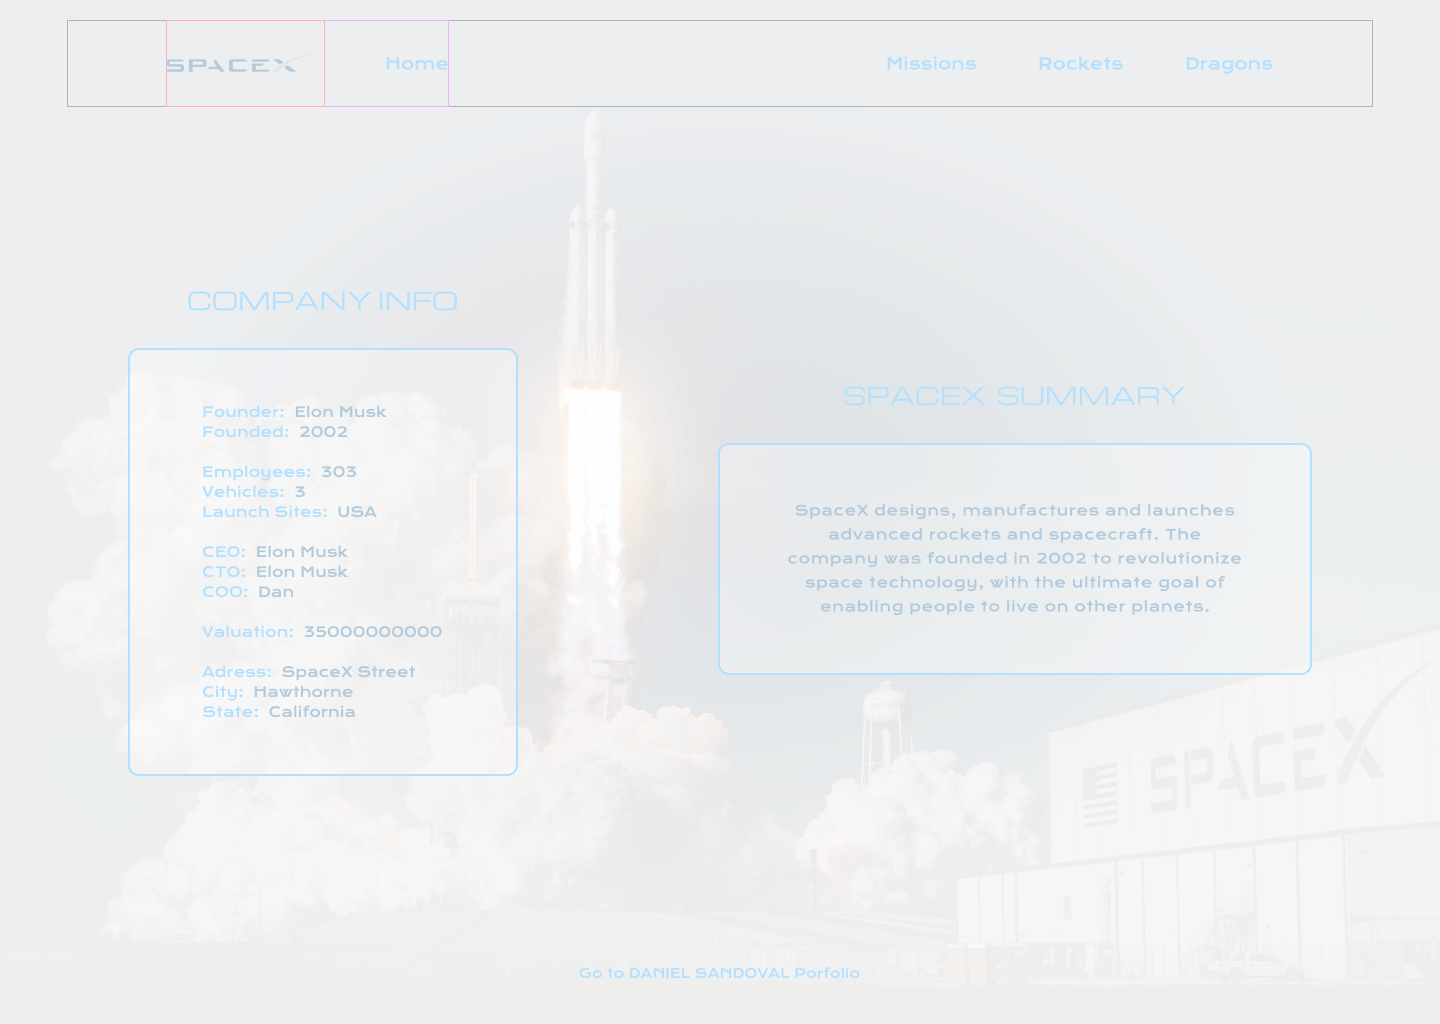 SPACEX
Home
Missions
Rockets
Dragons
COMPANY INFO
Founder: Elon Musk
Founded: 2002
Employees: 303
Vehicles: 3
Launch Sites: USA
CEO: Elon Musk
CTO: Elon Musk
COO: Dan
Valuation: 35000000000
Adress: SpaceX Street
City: Hawthorne
State: California
SPACEX SUMMARY
SpaceX designs, manufactures and launches
advanced rockets and spacecraft. The
company was founded in 2002 to revolutionize
space technology, with the ultimate goal of
enabling people to live on other planets.
SPACEX
Go to DANIEL SANDOVAL Porfolio